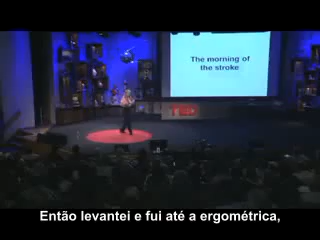 The morning
of the stroke
TED
Então levantei e fui até a ergométrica,